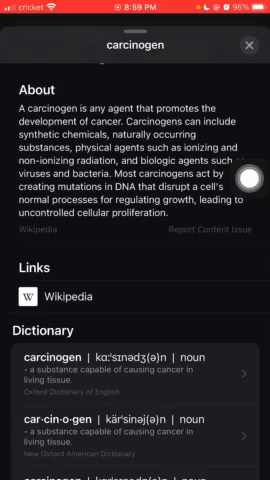 cricket 8:59 PM 95%
carcinogen
About
A carcinogen is any agent that promotes the
development of cancer. Carcinogens can include
synthetic chemicals, naturally occurring
substances, physical agents such as ionizing and
non-ionizing radiation, and biologic agents such
viruses and bacteria. Most carcinogens act by
creating mutations in DNA that disrupt a cell's
normal processes for regulating growth, leading to
uncontrolled cellular proliferation.
Wikipedia Report Content Issue
Links
W Wikipedia
Dictionary
carcinogen | kɑːˈsɪnədʒ(ə)n | noun
• a substance capable of causing cancer in
living tissue.
Oxford Dictionary of English
car·cin·o·gen | kärˈsinəj(ə)n | noun
• a substance capable of causing cancer in
living tissue.
New Oxford American Dictionary